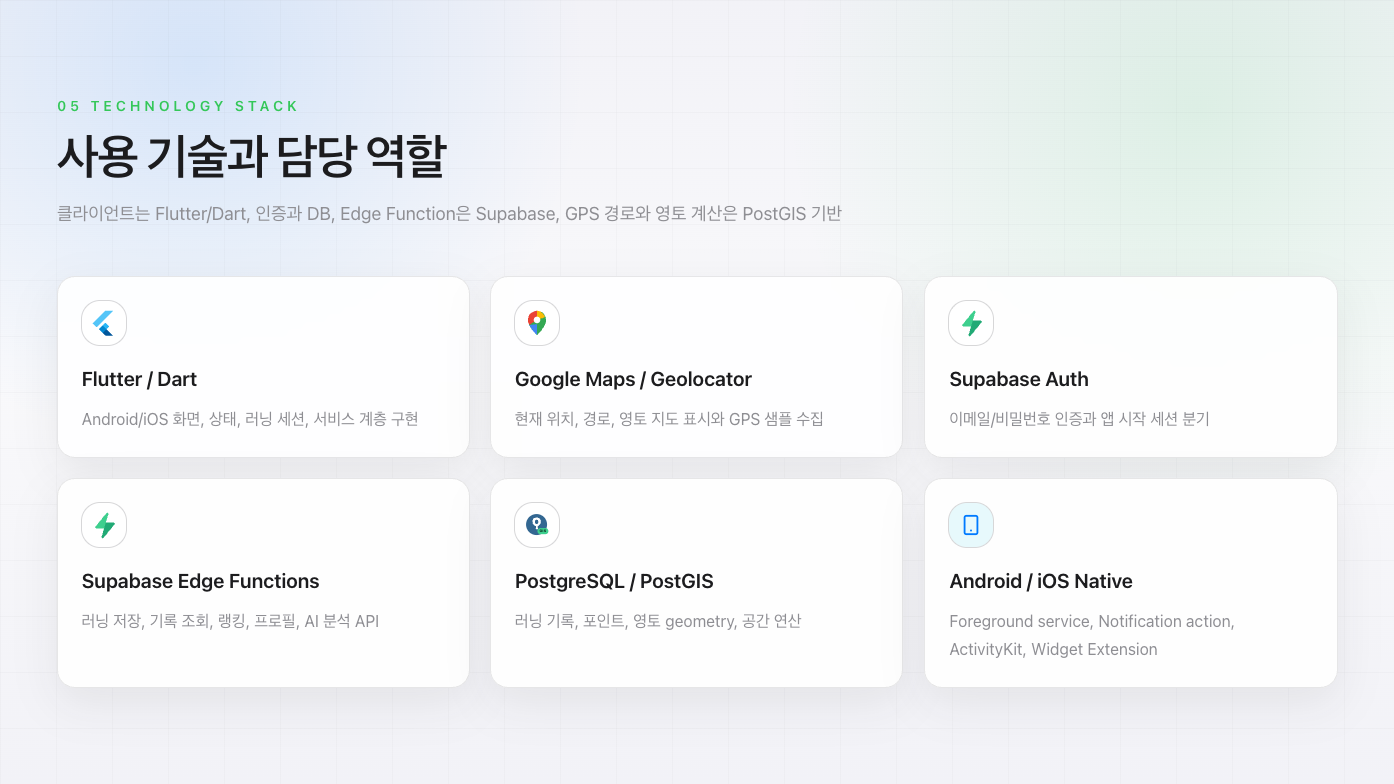 05 TECHNOLOGY STACK
사용 기술과 담당 역할
클라이언트는 Flutter/Dart, 인증과 DB, Edge Function은 Supabase, GPS 경로와 영토 계산은 PostGIS 기반
Flutter / Dart
Android/iOS 화면, 상태, 러닝 세션, 서비스 계층 구현
Google Maps / Geolocator
현재 위치, 경로, 영토 지도 표시와 GPS 샘플 수집
Supabase Auth
이메일/비밀번호 인증과 앱 시작 세션 분기
Supabase Edge Functions
러닝 저장, 기록 조회, 랭킹, 프로필, AI 분석 API
PostgreSQL / PostGIS
러닝 기록, 포인트, 영토 geometry, 공간 연산
Android / iOS Native
Foreground service, Notification action,
ActivityKit, Widget Extension